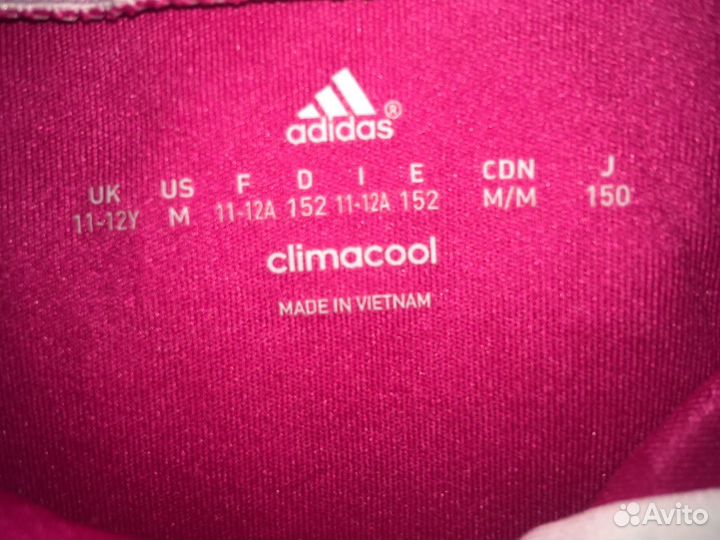 adidas®
UK US F D I E CDN J
11-12Y M 11-12A 152 11-12A 152 M/M 150
climacool
MADE IN VIETNAM
Avito